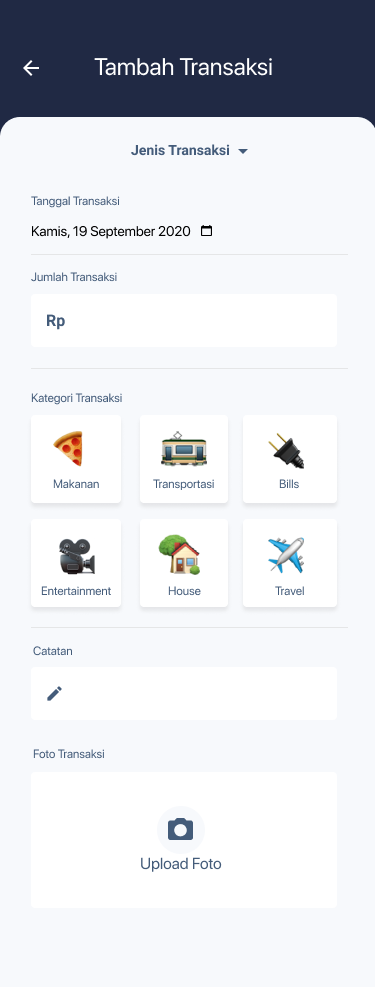 Tambah Transaksi
Jenis Transaksi
Tanggal Transaksi
Kamis, 19 September 2020
Jumlah Transaksi
Rp
Kategori Transaksi
Makanan
Transportasi
Bills
Entertainment
House
Travel
Catatan
Foto Transaksi
Upload Foto